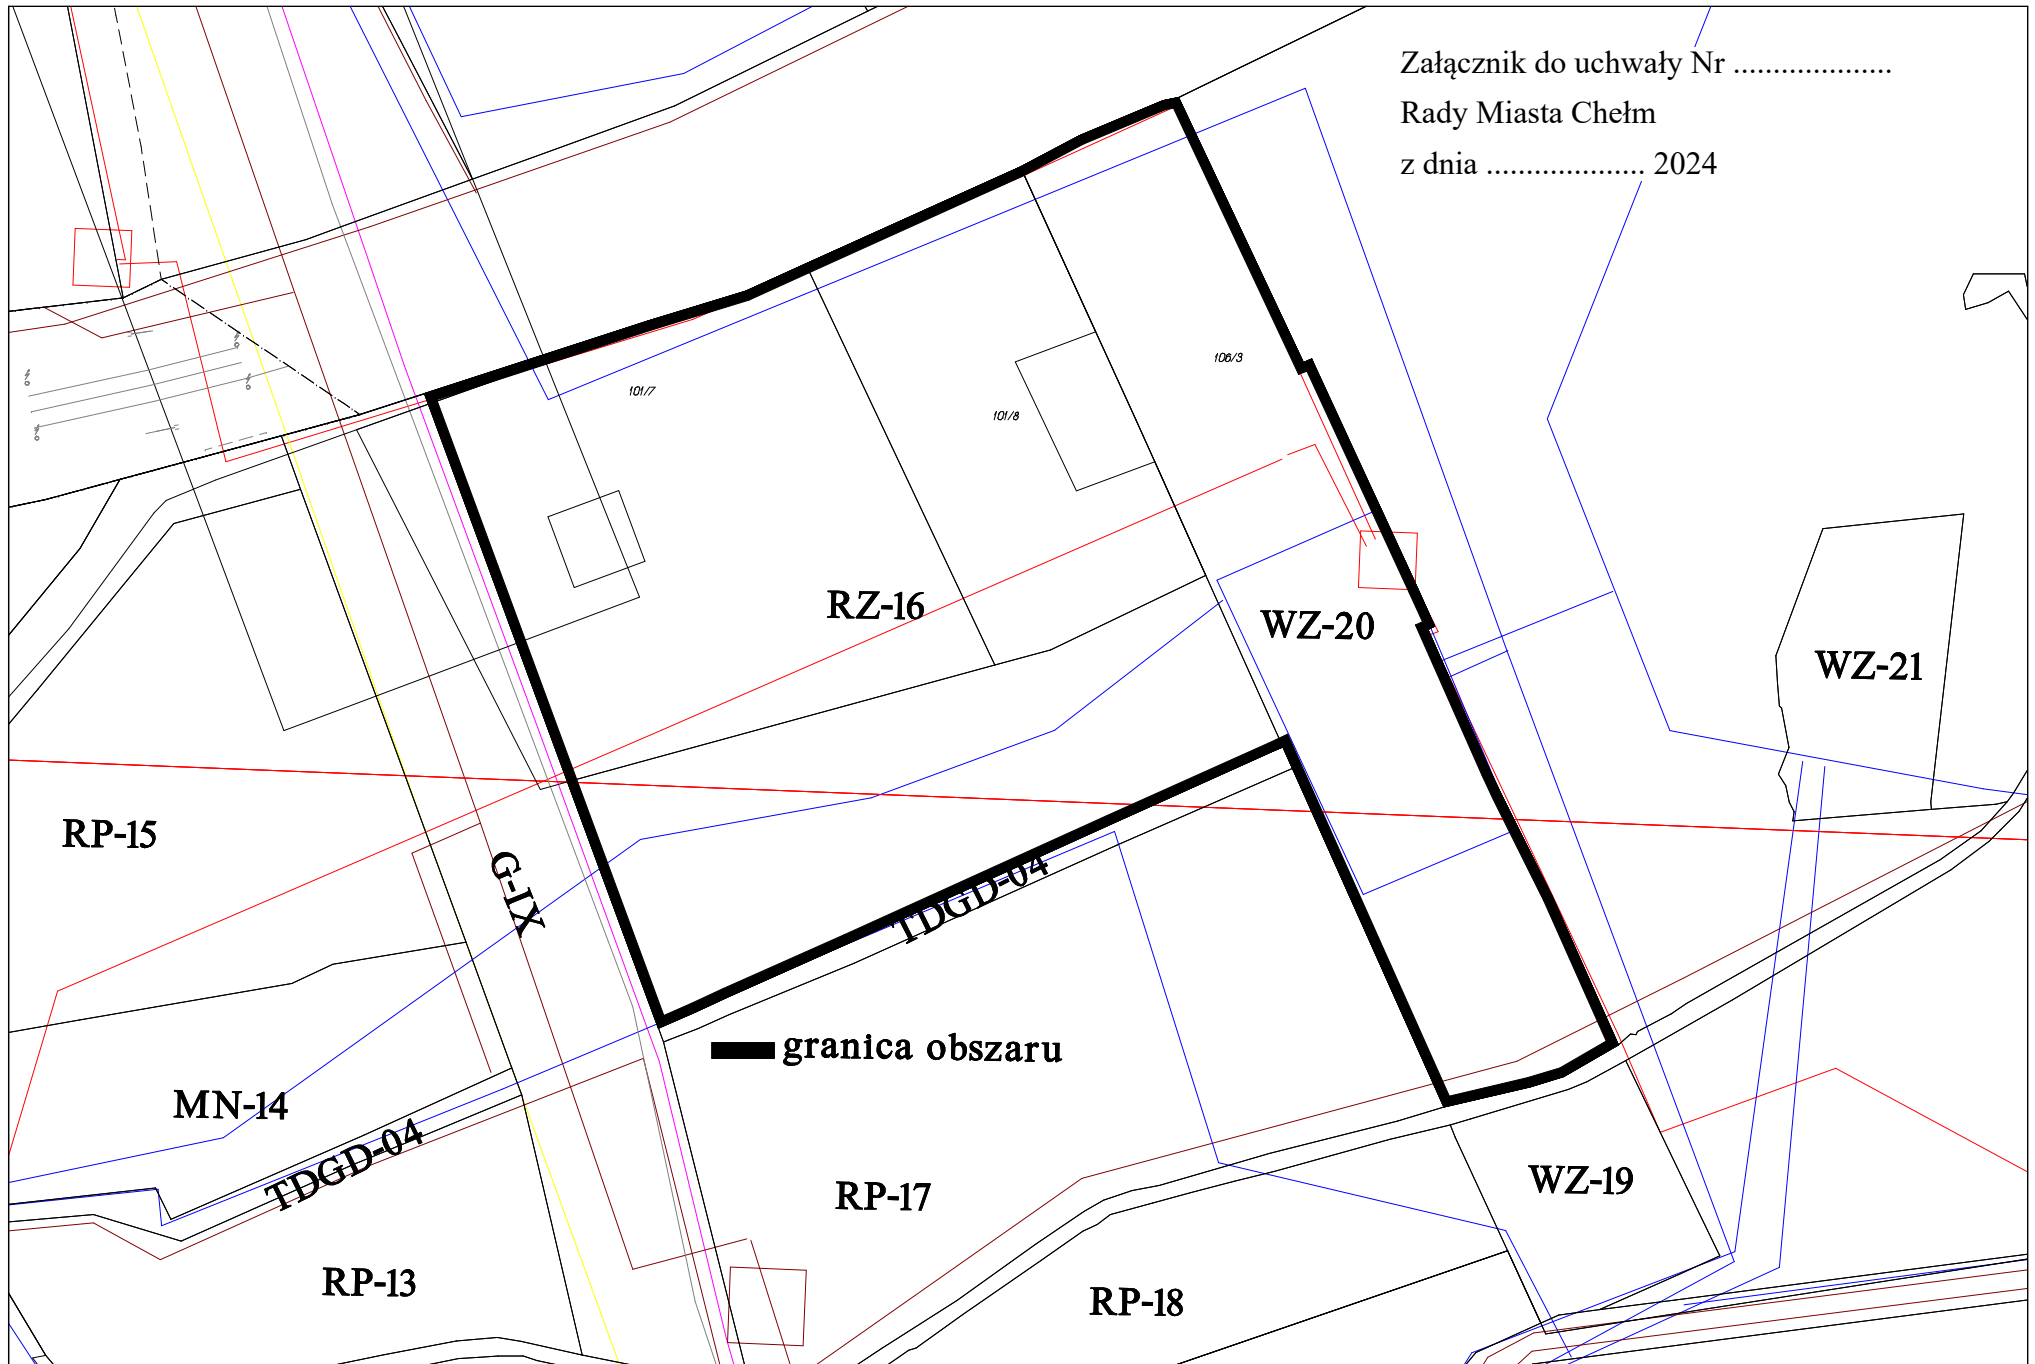 Załącznik do uchwały Nr ....................
Rady Miasta Chełm
z dnia .................... 2024
106/3
101/7
101/8
RZ-16
WZ-20
WZ-21
RP-15
G-IX
TDGD-04
granica obszaru
MN-14
TDGD-04
RP-17
WZ-19
RP-13
RP-18